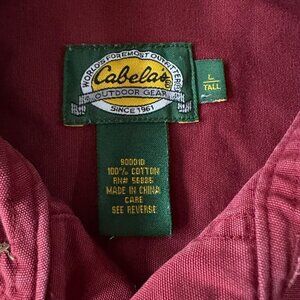 WORLD'S FOREMOST OUTFITTER
Cabela's
OUTDOOR GEAR
SINCE 1961
L
TALL
900010
100% COTTON
RN# 56835
MADE IN CHINA
CARE
SEE REVERSE